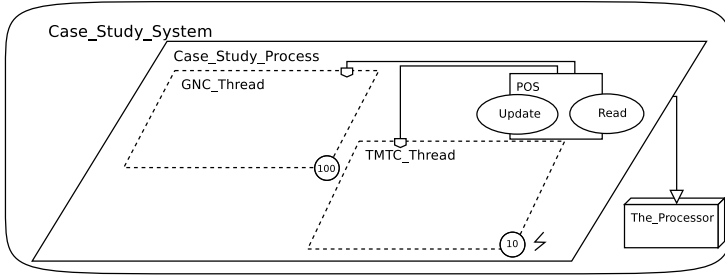 Case_Study_System
Case_Study_Process
GNC_Thread
POS
Update
Read
TMTC_Thread
100
The_Processor
10